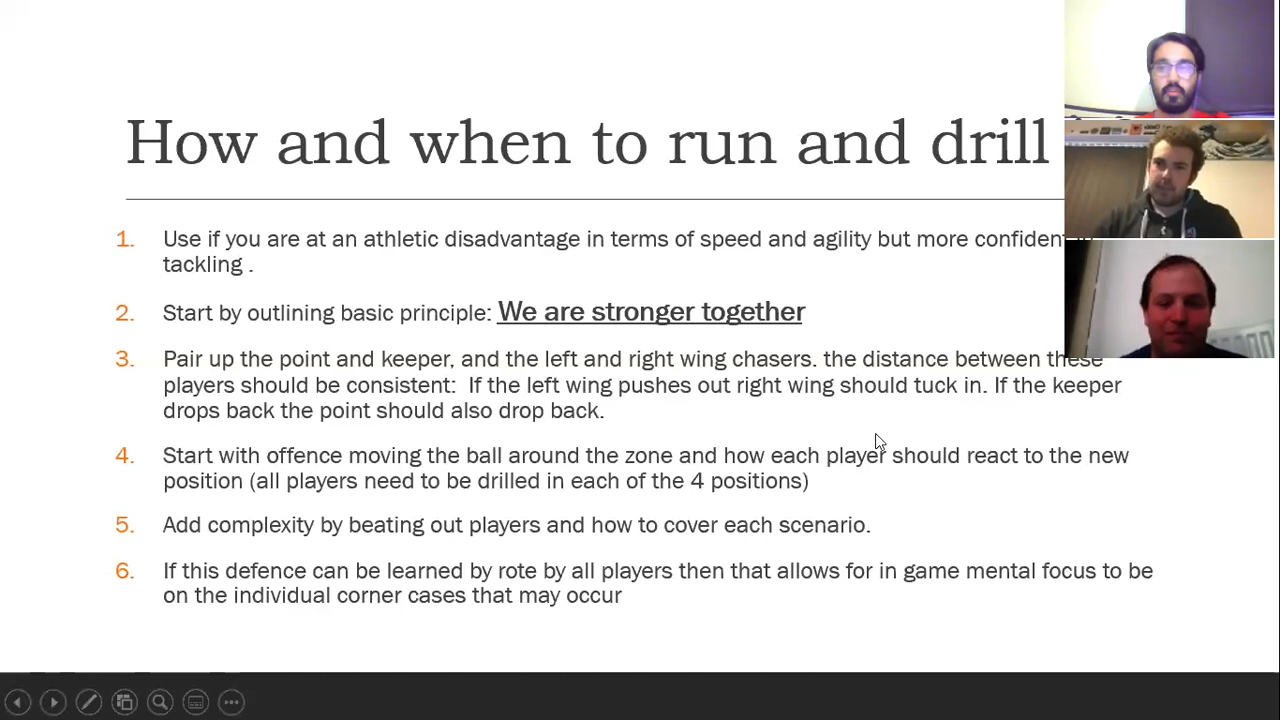 How and when to run and drill
1. Use if you are at an athletic disadvantage in terms of speed and agility but more confident
tackling .
2. Start by outlining basic principle: We are stronger together
3. Pair up the point and keeper, and the left and right wing chasers. the distance between these
players should be consistent: If the left wing pushes out right wing should tuck in. If the keeper
drops back the point should also drop back.
4. Start with offence moving the ball around the zone and how each player should react to the new
position (all players need to be drilled in each of the 4 positions)
5. Add complexity by beating out players and how to cover each scenario.
6. If this defence can be learned by rote by all players then that allows for in game mental focus to be
on the individual corner cases that may occur